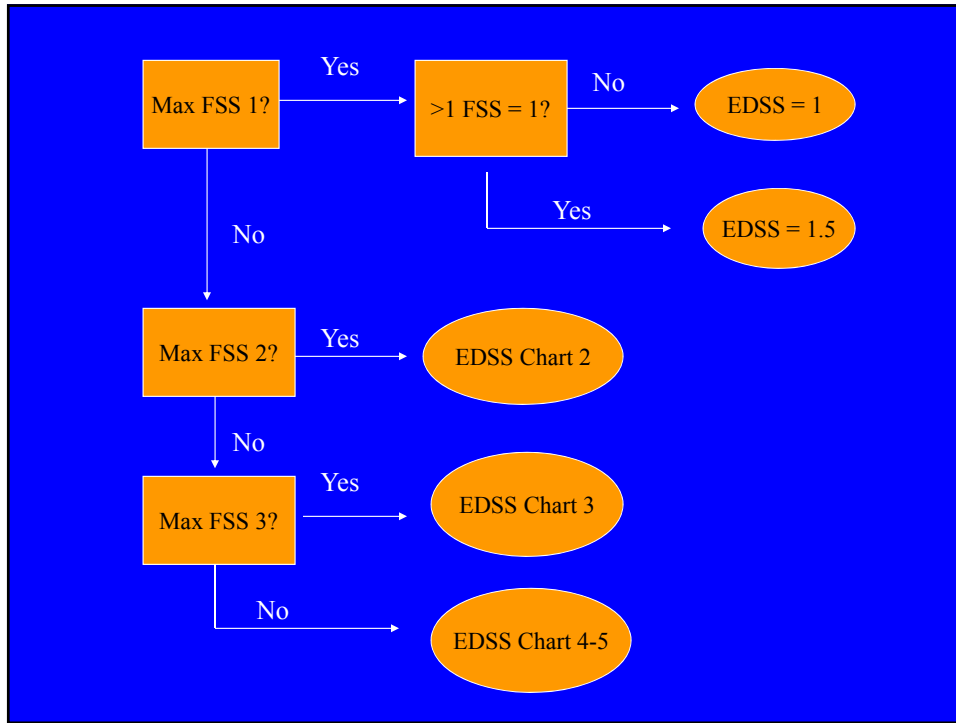 Max FSS 1?
Yes
>1 FSS = 1?
No
EDSS = 1
Yes
EDSS = 1.5
No
Max FSS 2?
Yes
EDSS Chart 2
No
Max FSS 3?
Yes
EDSS Chart 3
No
EDSS Chart 4-5